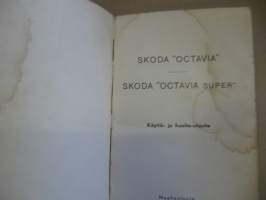 SKODA "OCTAVIA"
SKODA "OCTAVIA SUPER"
Käyttö- ja huolto-ohjeita